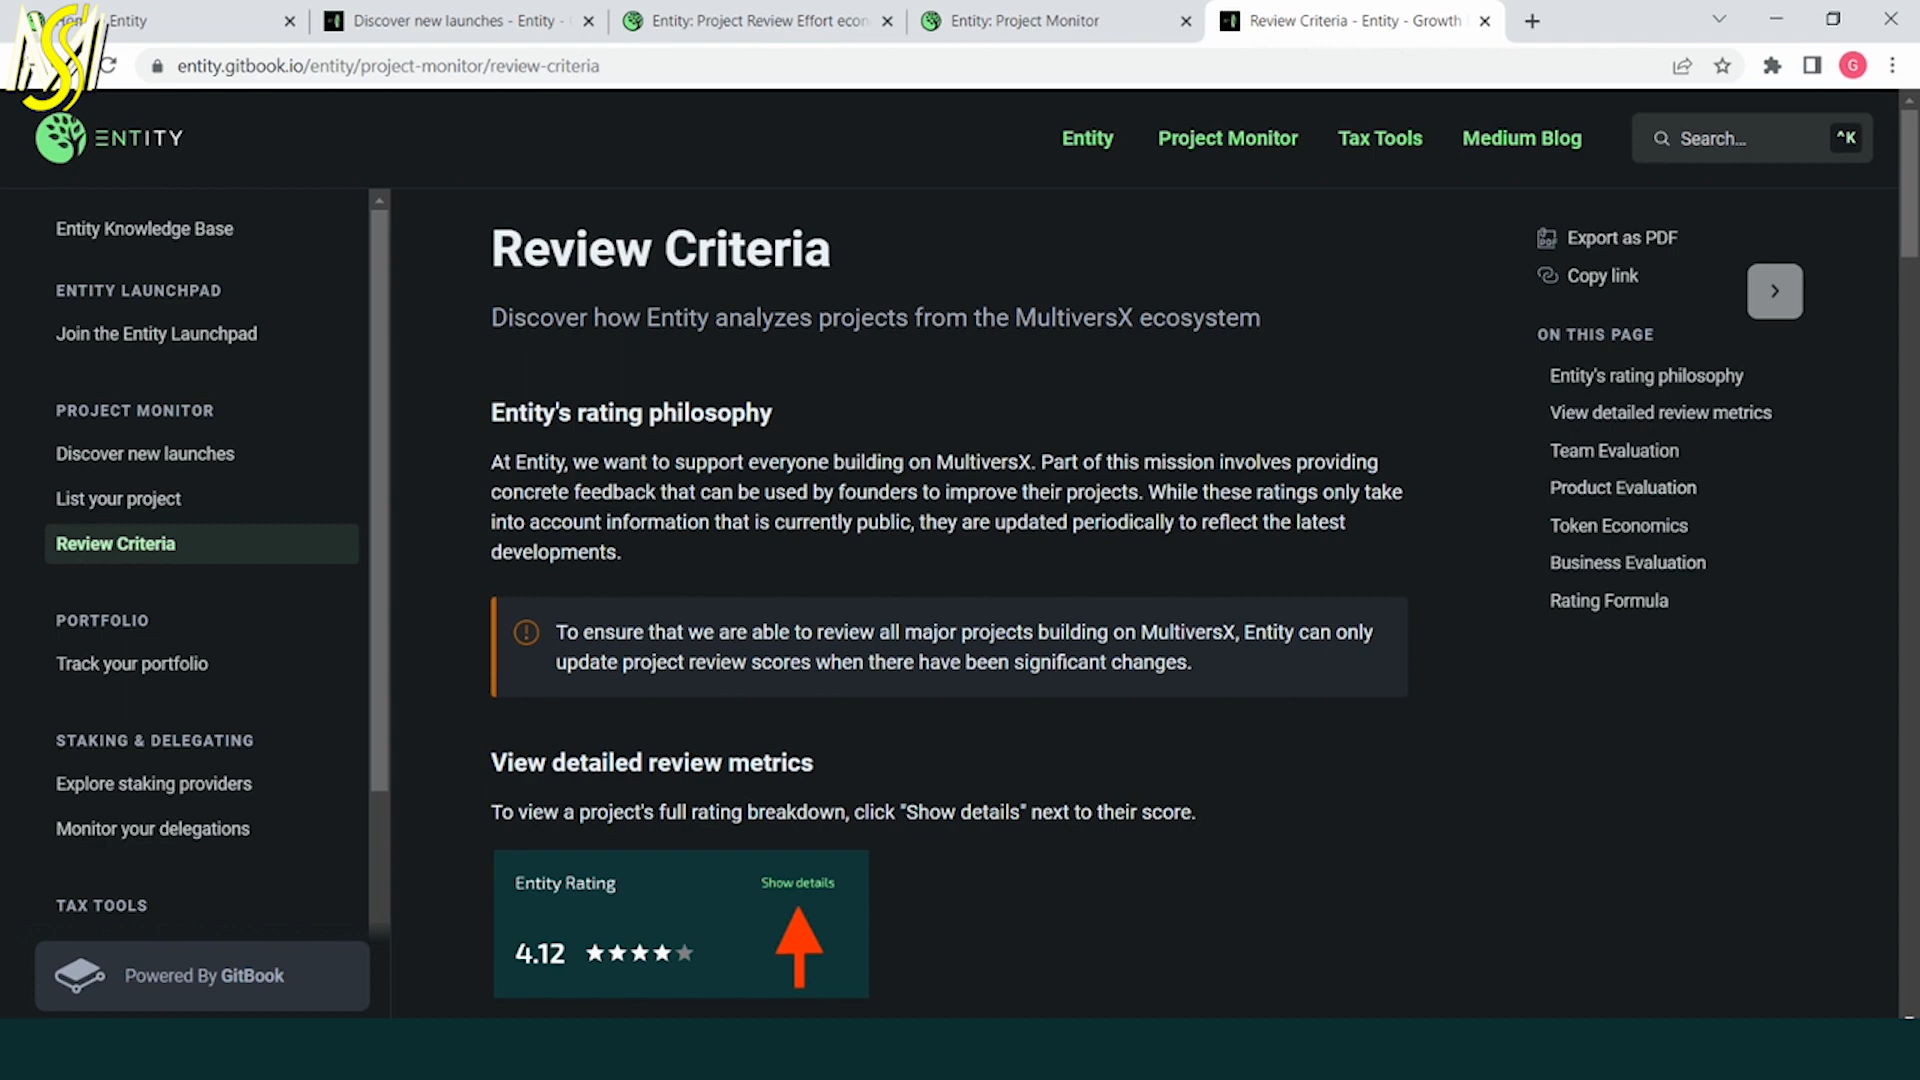 Entity
Discover new launches - Entity -
Entity: Project Review Effort econ
Entity: Project Monitor
Review Criteria - Entity - Growth
entity.gitbook.io/entity/project-monitor/review-criteria
G
ENTITY
Entity
Project Monitor
Tax Tools
Medium Blog
Search...
^K
Entity Knowledge Base
ENTITY LAUNCHPAD
Join the Entity Launchpad
PROJECT MONITOR
Discover new launches
List your project
Review Criteria
PORTFOLIO
Track your portfolio
STAKING & DELEGATING
Explore staking providers
Monitor your delegations
TAX TOOLS
Powered By GitBook
Review Criteria
Discover how Entity analyzes projects from the MultiversX ecosystem
Entity's rating philosophy
At Entity, we want to support everyone building on MultiversX. Part of this mission involves providing
concrete feedback that can be used by founders to improve their projects. While these ratings only take
into account information that is currently public, they are updated periodically to reflect the latest
developments.
To ensure that we are able to review all major projects building on MultiversX, Entity can only
update project review scores when there have been significant changes.
View detailed review metrics
To view a project's full rating breakdown, click "Show details" next to their score.
Entity Rating
Show details
4.12
Export as PDF
Copy link
ON THIS PAGE
Entity's rating philosophy
View detailed review metrics
Team Evaluation
Product Evaluation
Token Economics
Business Evaluation
Rating Formula